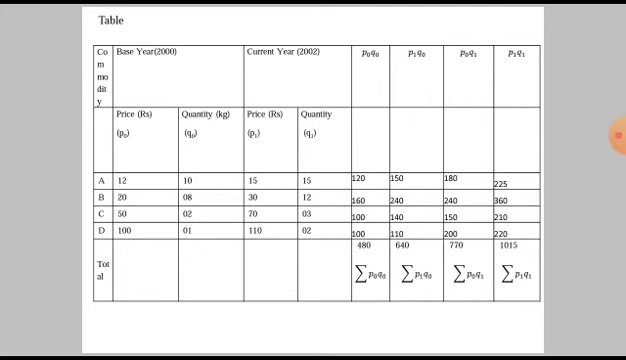 Table
Commodity Base Year(2000) Current Year (2002) p₀q₀ p₁q₀ p₀q₁ p₁q₁
Price (Rs) Quantity (kg) Price (Rs) Quantity
(p₀) (q₀) (p₁) (q₁)
A 12 10 15 15 120 150 180 225
B 20 08 30 12 160 240 240 360
C 50 02 70 03 100 140 150 210
D 100 01 110 02 100 110 200 220
480 640 770 1015
Total ∑p₀q₀ ∑p₁q₀ ∑p₀q₁ ∑p₁q₁